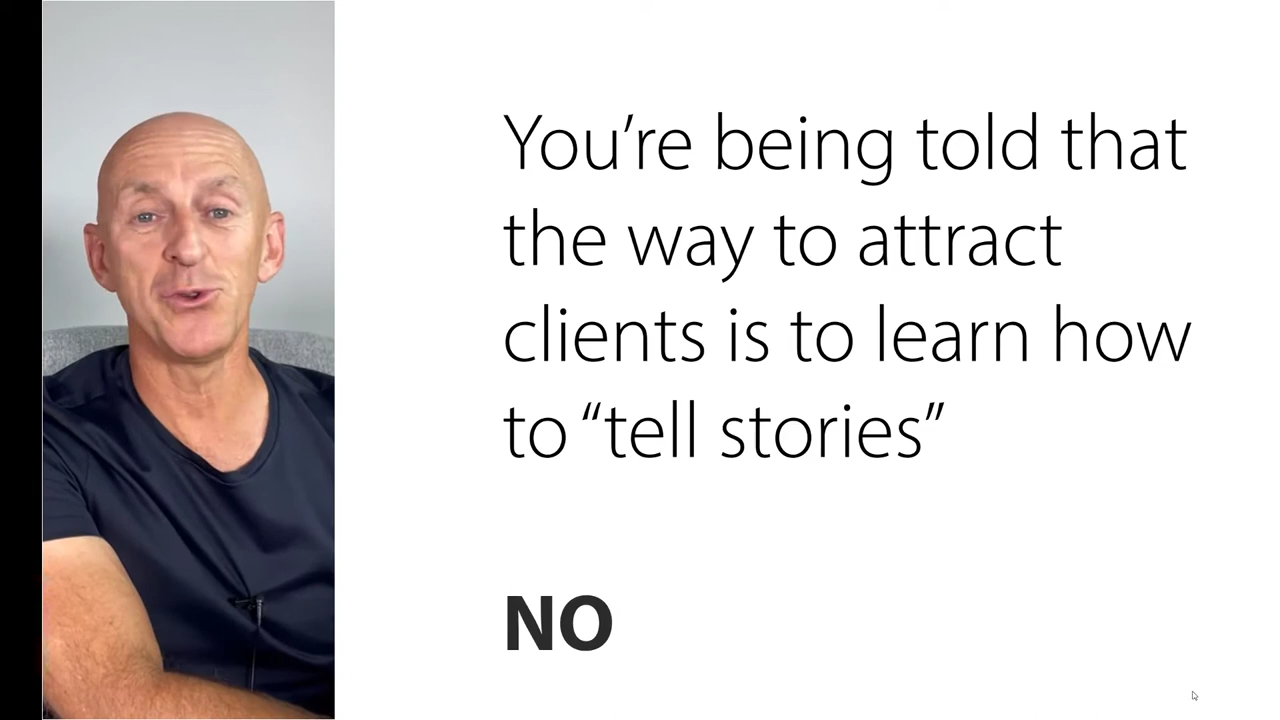 You’re being told that
the way to attract
clients is to learn how
to “tell stories”
NO